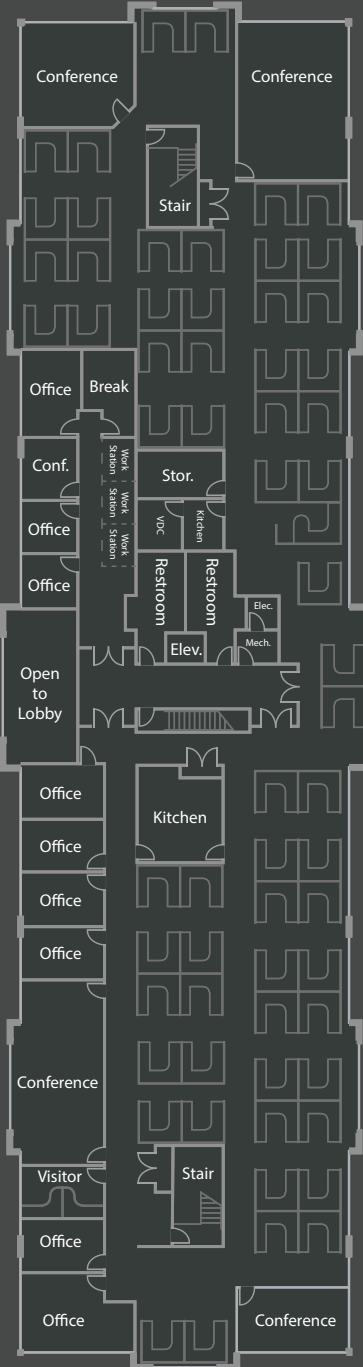 Conference
Conference
Stair
Office
Break
Conf.
Work
Station
Work
Station
Work
Station
Stor.
Office
VDC
Kitchen
Office
Restroom
Restroom
Elec.
Mech.
Elev.
Open
to
Lobby
Office
Kitchen
Office
Office
Office
Conference
Visitor
Stair
Office
Office
Conference